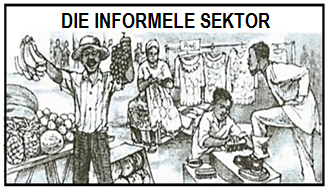 DIE INFORMELE SEKTOR